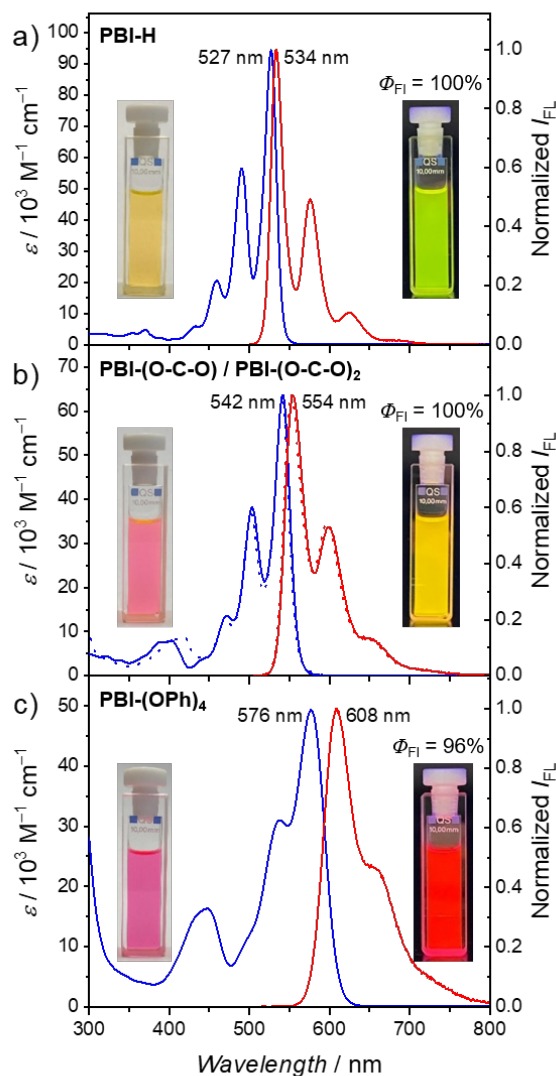 a) PBI-H
527 nm 534 nm
Φ_Fl = 100%
QS
10,00mm
QS
10,00mm
ε / 10³ M⁻¹ cm⁻¹
100
90
80
70
60
50
40
30
20
10
0
Normalized I_FL
1.0
0.8
0.6
0.4
0.2
0.0
b) PBI-(O-C-O) / PBI-(O-C-O)₂
542 nm 554 nm
Φ_Fl = 100%
QS
10,00mm
QS
10,00mm
ε / 10³ M⁻¹ cm⁻¹
70
60
50
40
30
20
10
0
Normalized I_FL
1.0
0.8
0.6
0.4
0.2
0.0
c) PBI-(OPh)₄
576 nm 608 nm
Φ_Fl = 96%
QS
10,00mm
QS
10,00mm
ε / 10³ M⁻¹ cm⁻¹
50
40
30
20
10
0
Normalized I_FL
1.0
0.8
0.6
0.4
0.2
0.0
300 400 500 600 700 800
Wavelength / nm